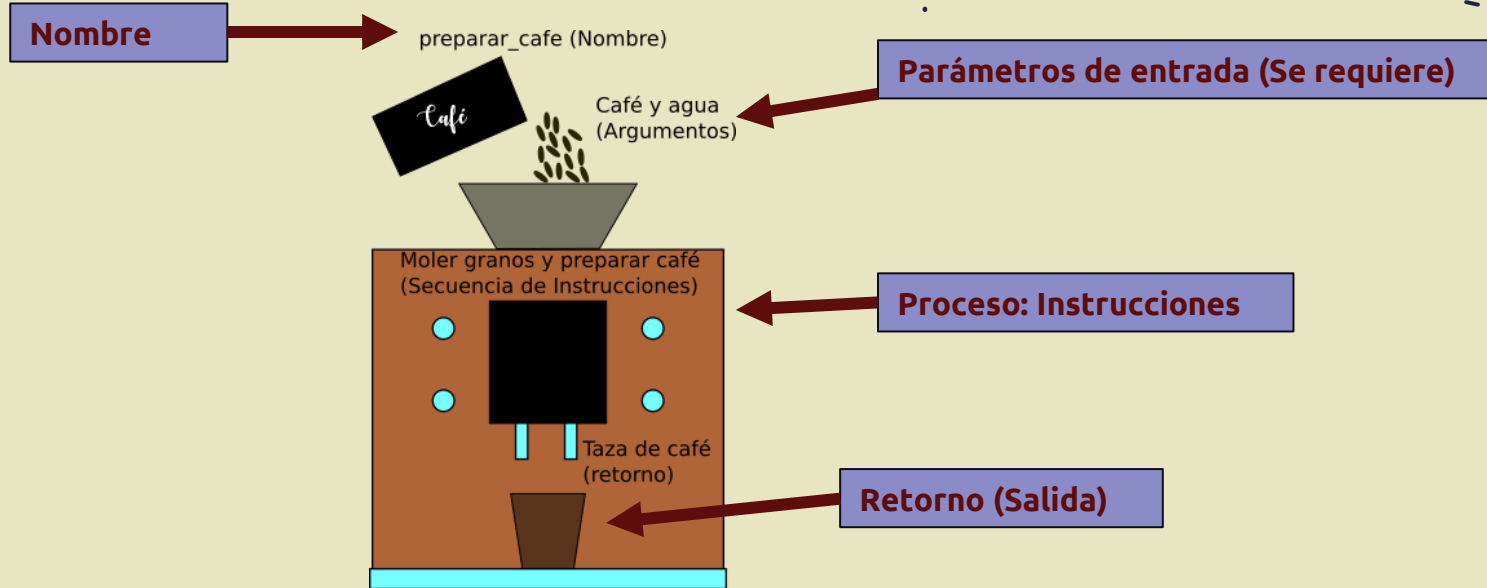 Nombre
preparar_cafe (Nombre)
Parámetros de entrada (Se requiere)
Café
Café y agua
(Argumentos)
Moler granos y preparar café
(Secuencia de Instrucciones)
Proceso: Instrucciones
Taza de café
(retorno)
Retorno (Salida)